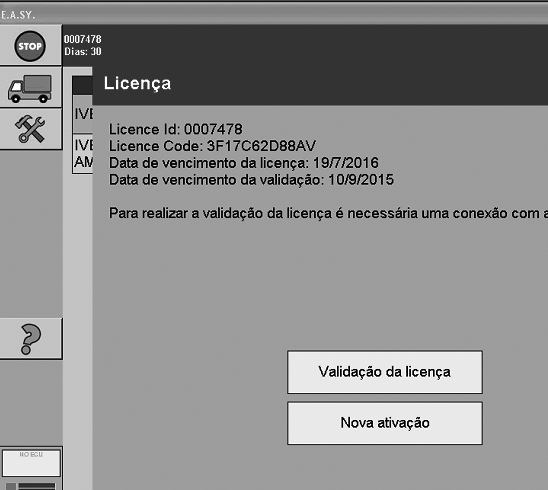 E.A.SY.
STOP
0007478
Dias: 30
Licença
IVE
IVE
AM
Licence Id: 0007478
Licence Code: 3F17C62D88AV
Data de vencimento da licença: 19/7/2016
Data de vencimento da validação: 10/9/2015
Para realizar a validação da licença é necessária uma conexão com a
Validação da licença
Nova ativação
NO ECU